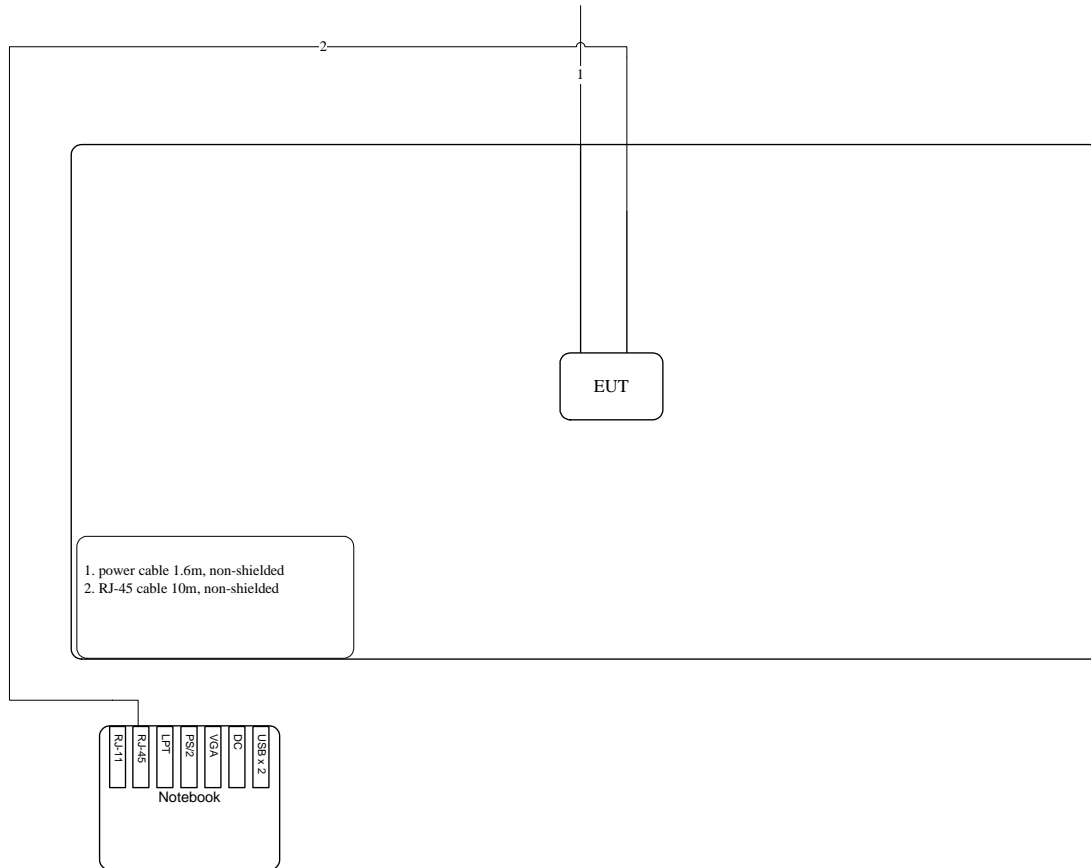 2
1
EUT
1. power cable 1.6m, non-shielded
2. RJ-45 cable 10m, non-shielded
RJ-11
RJ-45
LPT
PS/2
VGA
DC
USB x 2
Notebook